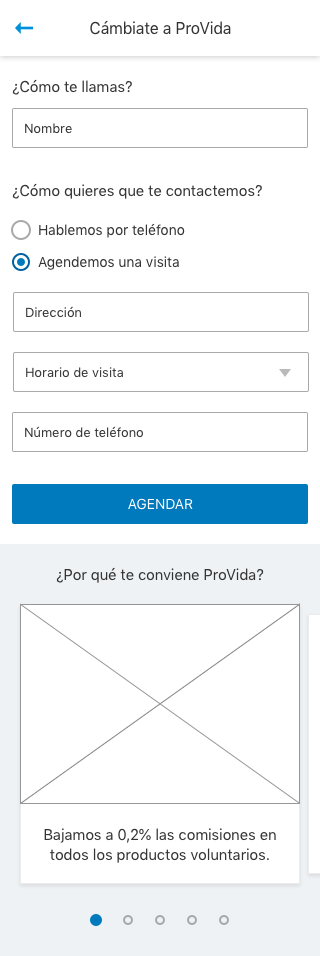 Cámbiate a ProVida
¿Cómo te llamas?
Nombre
¿Cómo quieres que te contactemos?
Hablemos por teléfono
Agendemos una visita
Dirección
Horario de visita
Número de teléfono
AGENDAR
¿Por qué te conviene ProVida?
Bajamos a 0,2% las comisiones en
todos los productos voluntarios.